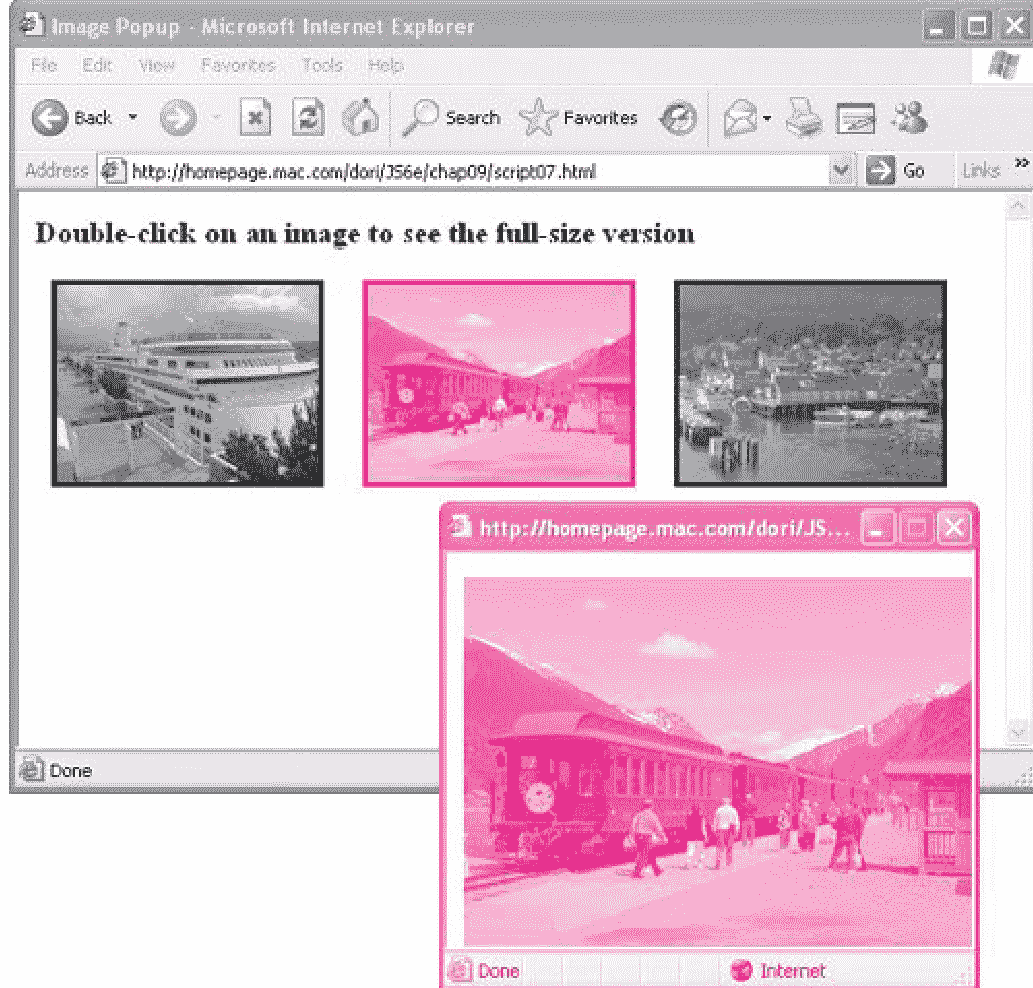 Image Popup - Microsoft Internet Explorer
File Edit View Favorites Tools Help
Back Search Favorites
Address http://homepage.mac.com/dori/JS6e/chap09/script07.html Go Links »
Double-click on an image to see the full-size version
http://homepage.mac.com/dori/JS...
Done
Done Internet